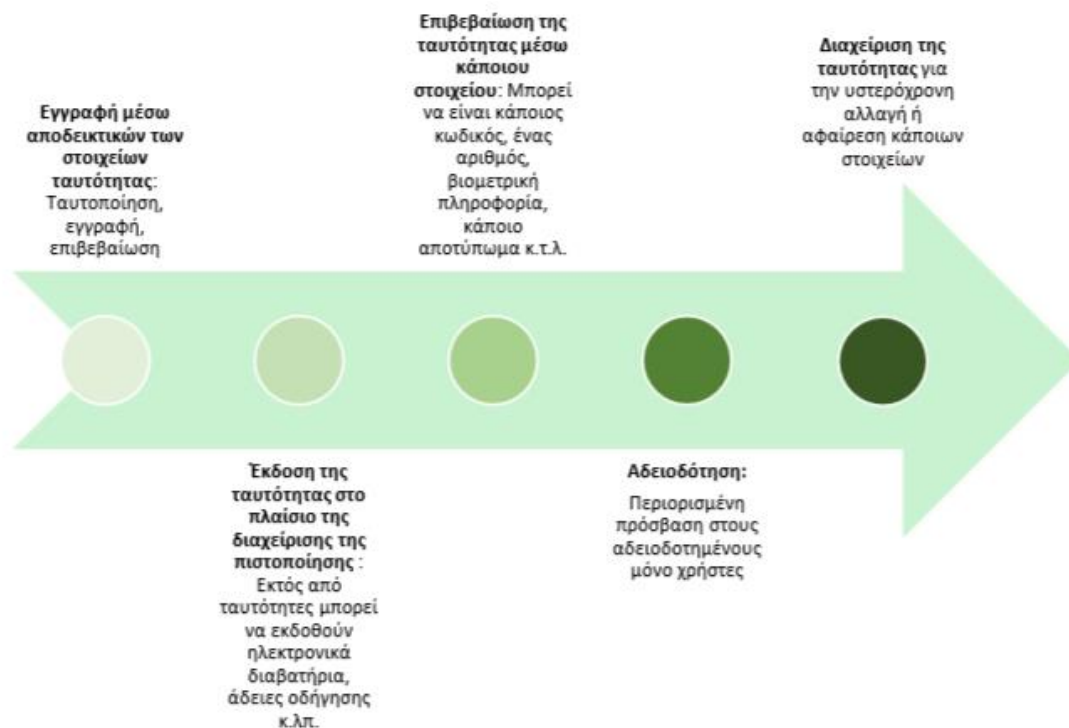 Εγγραφή μέσω
αποδεικτικών των
στοιχείων
ταυτότητας:
Ταυτοποίηση,
εγγραφή,
επιβεβαίωση
Έκδοση της
ταυτότητας στο
πλαίσιο της
διαχείρισης της
πιστοποίησης :
Εκτός από
ταυτότητες μπορεί
να εκδοθούν
ηλεκτρονικά
διαβατήρια,
άδειες οδήγησης
κ.λπ.
Επιβεβαίωση της
ταυτότητας μέσω
κάποιου
στοιχείου: Μπορεί
να είναι κάποιος
κωδικός, ένας
αριθμός,
βιομετρική
πληροφορία,
κάποιο
αποτύπωμα κ.τ.λ.
Αδειοδότηση:
Περιορισμένη
πρόσβαση στους
αδειοδοτημένους
μόνο χρήστες
Διαχείριση της
ταυτότητας για
την υστερόχρονη
αλλαγή ή
αφαίρεση κάποιων
στοιχείων